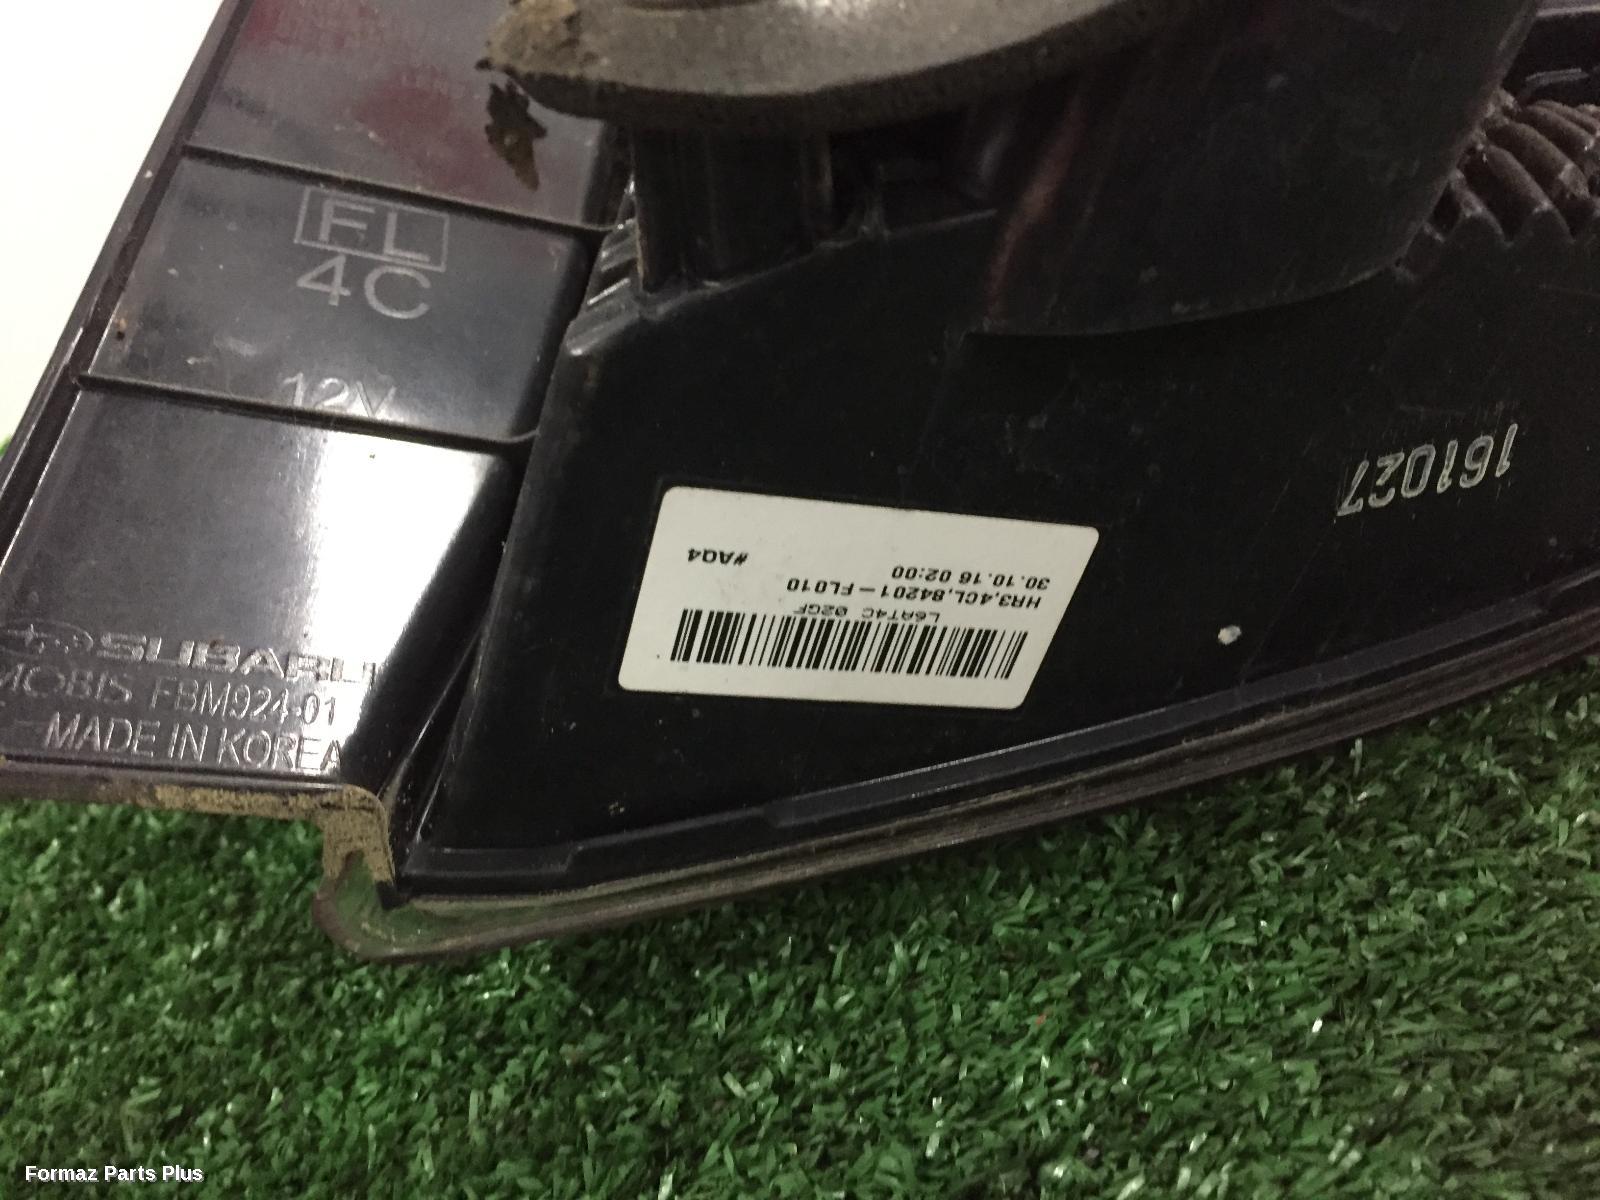 FL
4C
12V
SUBARU
MOBIS FBM924-01
MADE IN KOREA
161027
L6AT4C 02GF
HR3,4CL,84201-FL010
30.10.16 02:00
#AQ4
Formaz Parts Plus